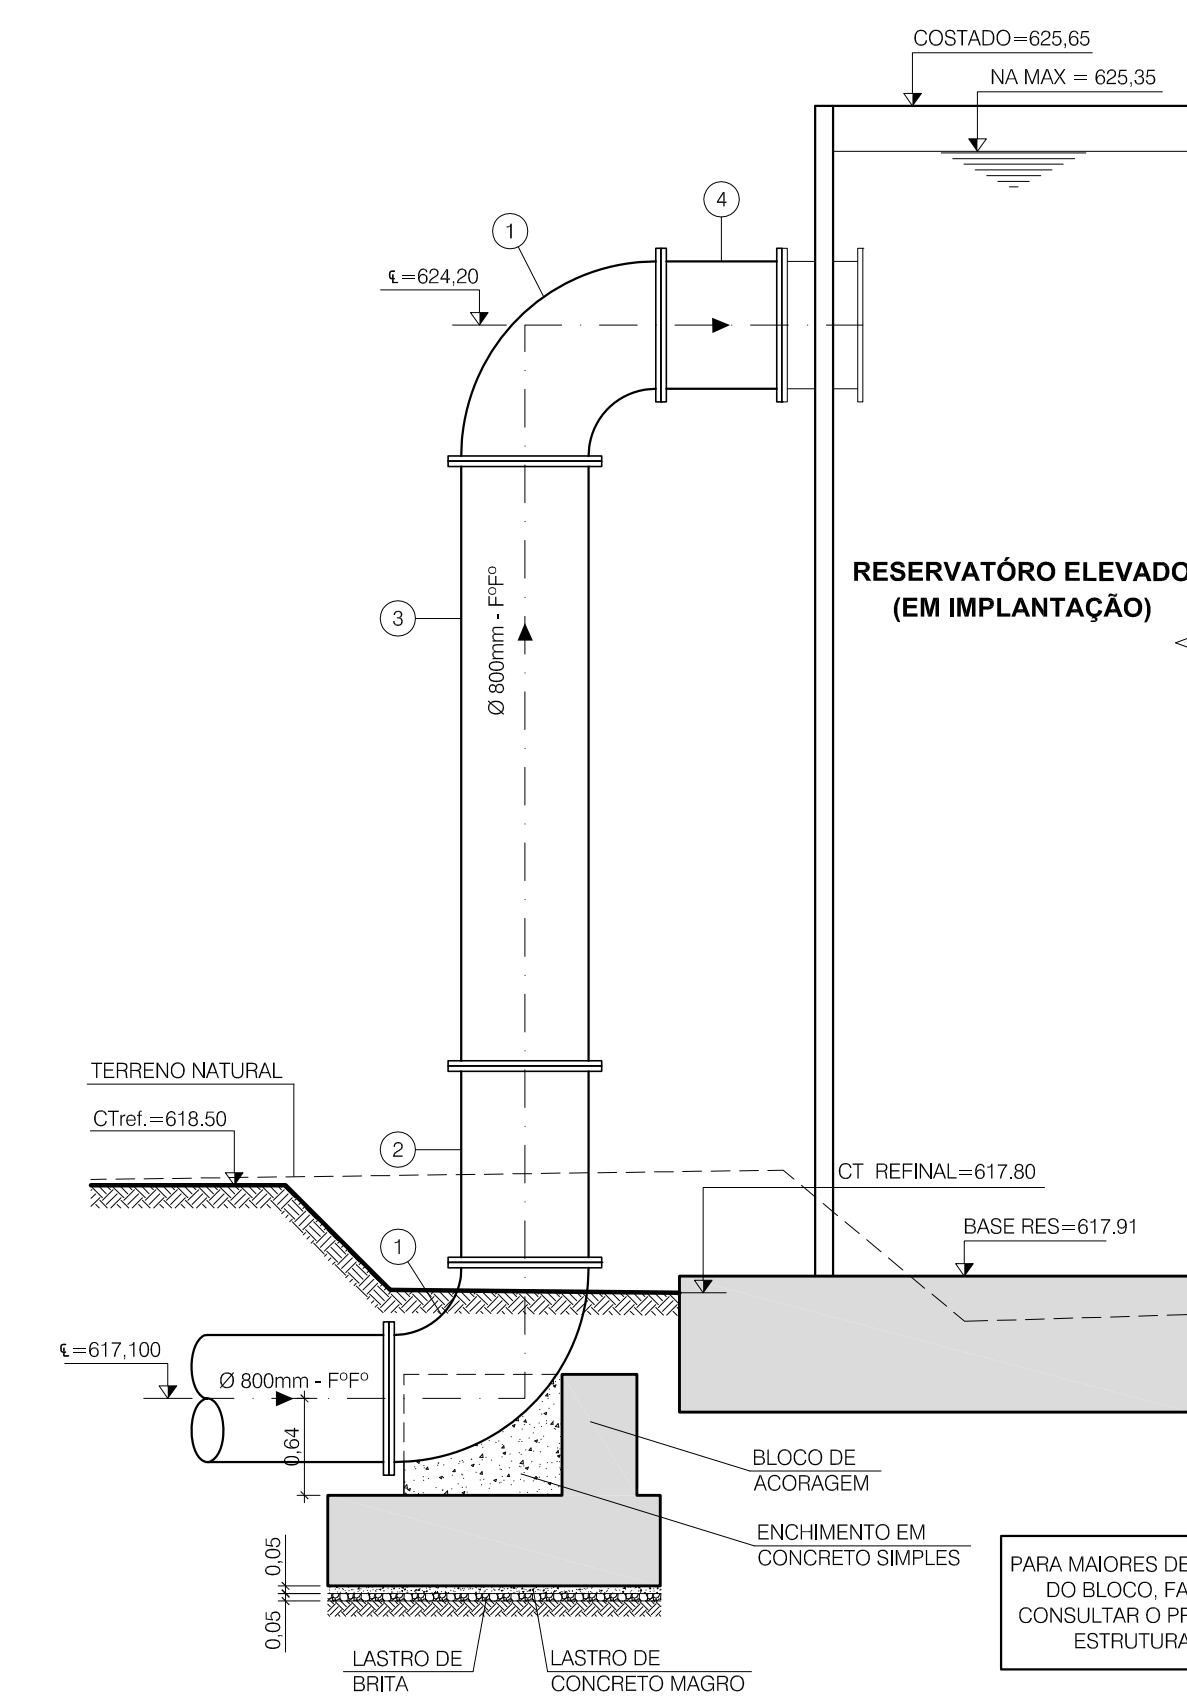 COSTADO=625,65
NA MAX = 625,35
4
1
℄=624,20
RESERVATÓRO ELEVADO
(EM IMPLANTAÇÃO)
3
Ø 800mm - FºFº
TERRENO NATURAL
CTref.=618.50
2
CT REFINAL=617.80
1
BASE RES=617.91
℄=617,100
Ø 800mm - FºFº
0,64
BLOCO DE
ACORAGEM
ENCHIMENTO EM
CONCRETO SIMPLES
0,05
0,05
PARA MAIORES DE
DO BLOCO, FA
CONSULTAR O PR
ESTRUTURA
LASTRO DE
BRITA
LASTRO DE
CONCRETO MAGRO